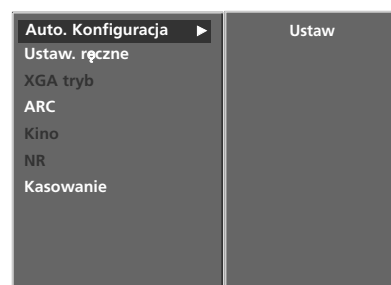 Auto. Konfiguracja ▶ Ustaw
Ustaw. ręczne
XGA tryb
ARC
Kino
NR
Kasowanie